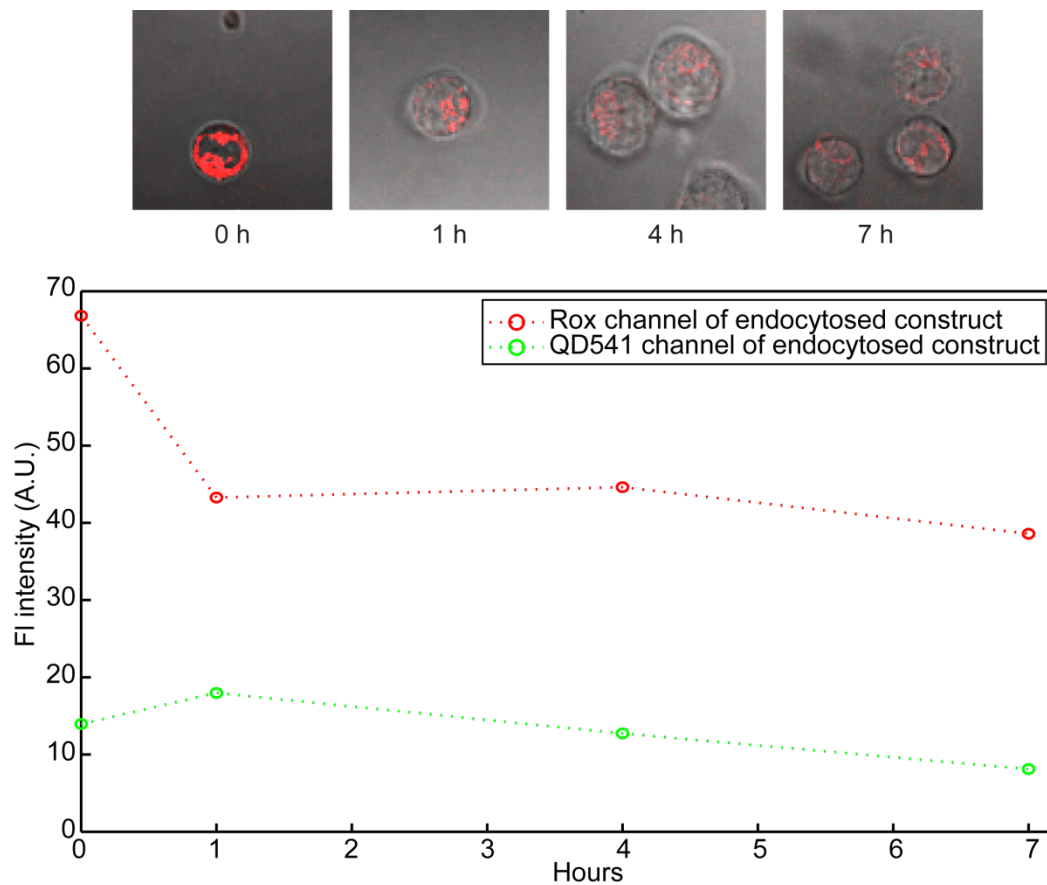 0 h
1 h
4 h
7 h
70
60
50
40
30
20
10
0
Fl intensity (A.U.)
Rox channel of endocytosed construct
QD541 channel of endocytosed construct
0 1 2 3 4 5 6 7
Hours